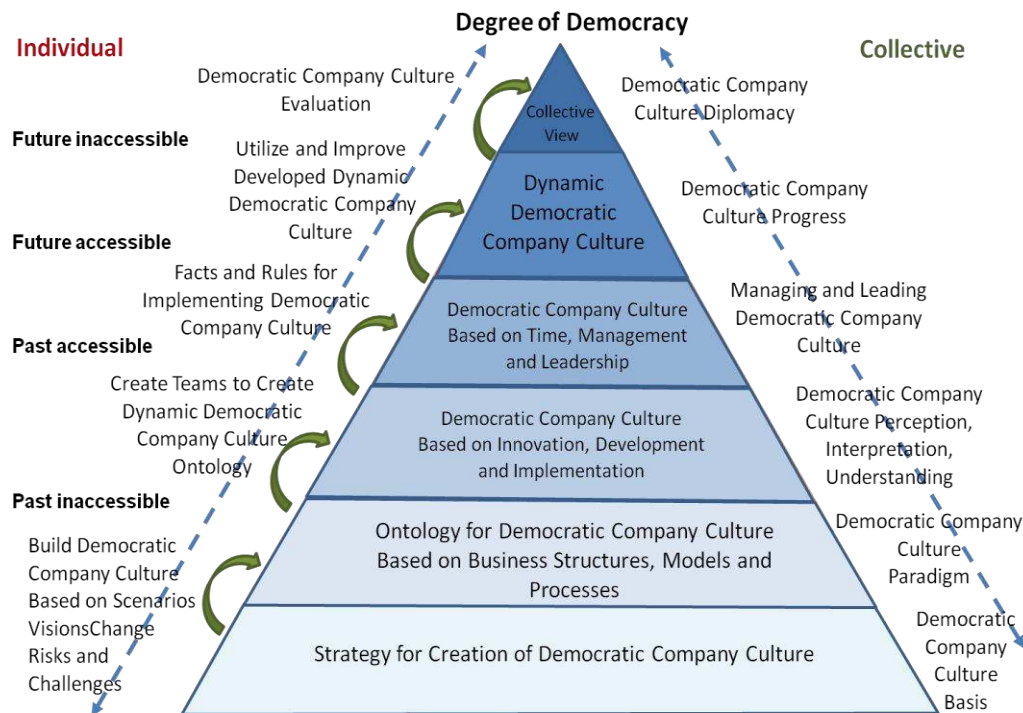 Degree of Democracy
Individual
Collective
Democratic Company Culture
Evaluation
Future inaccessible
Utilize and Improve
Developed Dynamic
Democratic Company
Culture
Future accessible
Facts and Rules for
Implementing Democratic
Company Culture
Past accessible
Create Teams to Create
Dynamic Democratic
Company Culture
Ontology
Past inaccessible
Build Democratic
Company Culture
Based on Scenarios
VisionsChange
Risks and
Challenges
Collective
View
Dynamic
Democratic
Company Culture
Democratic Company Culture
Based on Time, Management
and Leadership
Democratic Company Culture
Based on Innovation, Development
and Implementation
Ontology for Democratic Company Culture
Based on Business Structures, Models and
Processes
Strategy for Creation of Democratic Company Culture
Democratic Company
Culture Diplomacy
Democratic Company
Culture Progress
Managing and Leading
Democratic Company
Culture
Democratic Company
Culture Perception,
Interpretation,
Understanding
Democratic Company
Culture
Paradigm
Democratic
Company
Culture
Basis